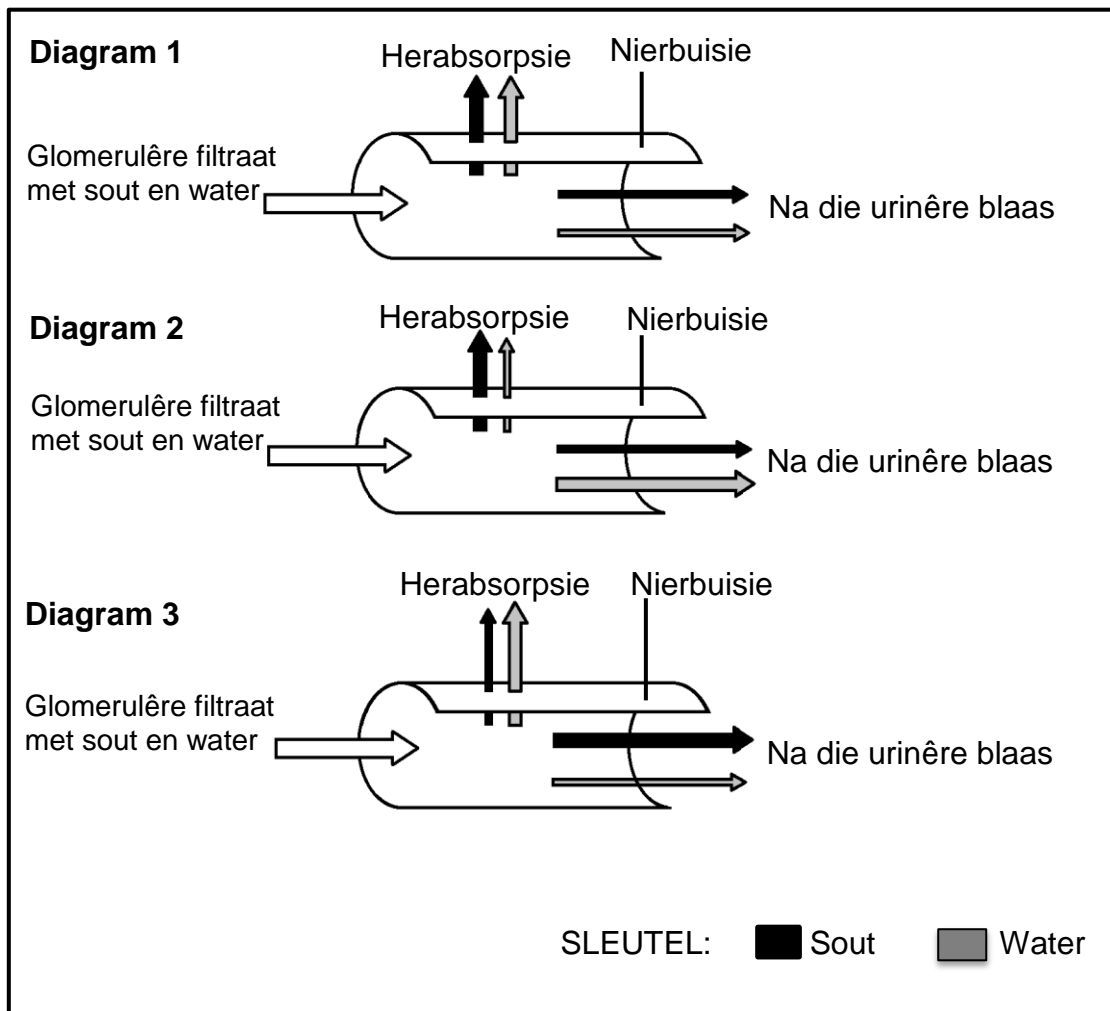 Diagram 1
Herabsorpsie
Nierbuisie
Glomerulêre filtraat
met sout en water
Na die urinêre blaas
Diagram 2
Herabsorpsie
Nierbuisie
Glomerulêre filtraat
met sout en water
Na die urinêre blaas
Diagram 3
Herabsorpsie
Nierbuisie
Glomerulêre filtraat
met sout en water
Na die urinêre blaas
SLEUTEL: Sout Water